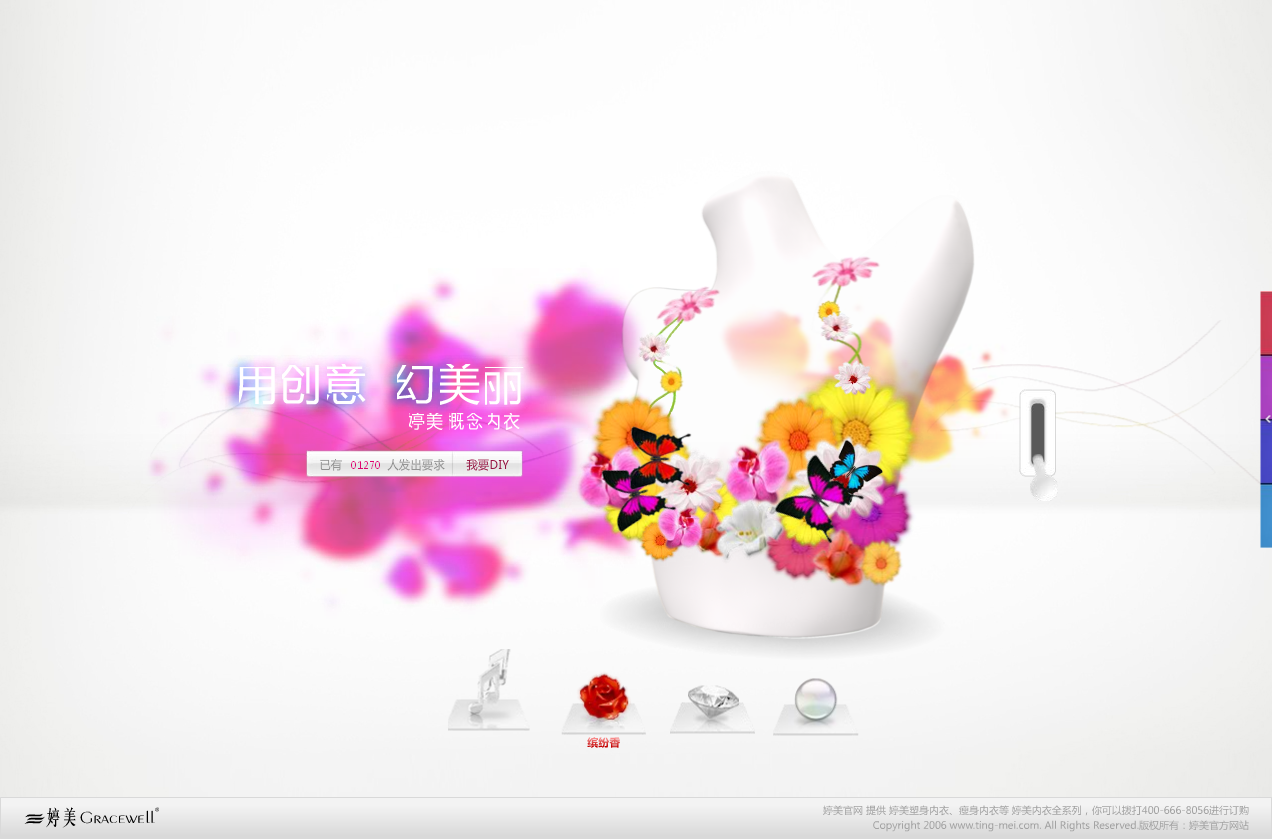 用创意 幻美丽
婷美 概念内衣
已有 01270 人发出要求 我要DIY
缤纷香
婷美 GRACEWELL®
婷美官网 提供 婷美塑身内衣、瘦身内衣等 婷美内衣全系列，你可以拨打400-666-8056进行订购
Copyright 2006 www.ting-mei.com. All Rights Reserved.版权所有：婷美官方网站